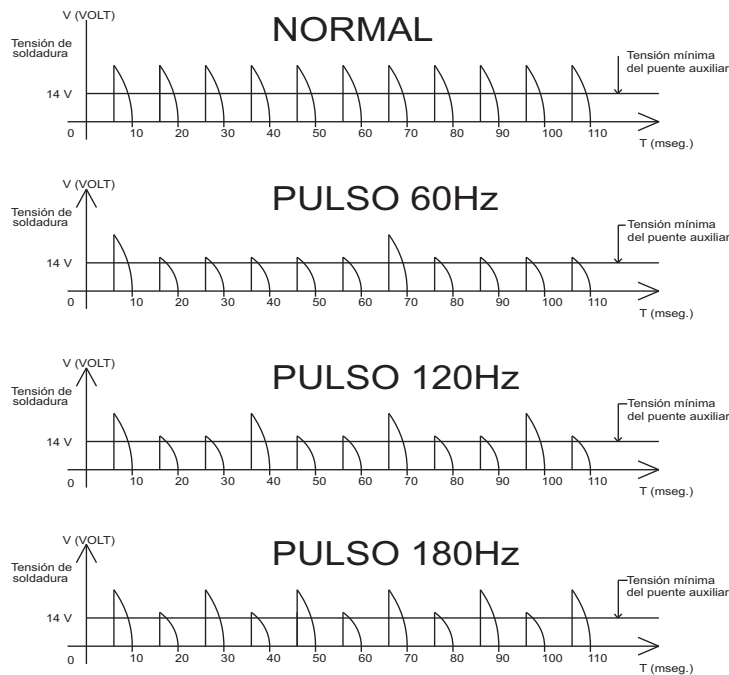 V (VOLT)
NORMAL
Tensión de
soldadura
Tensión mínima
del puente auxiliar
14 V
0
10 20 30 40 50 60 70 80 90 100 110
T (mseg.)
V (VOLT)
PULSO 60Hz
Tensión de
soldadura
Tensión mínima
del puente auxiliar
14 V
0
10 20 30 40 50 60 70 80 90 100 110
T (mseg.)
V (VOLT)
PULSO 120Hz
Tensión de
soldadura
Tensión mínima
del puente auxiliar
14 V
0
10 20 30 40 50 60 70 80 90 100 110
T (mseg.)
V (VOLT)
PULSO 180Hz
Tensión de
soldadura
Tensión mínima
del puente auxiliar
14 V
0
10 20 30 40 50 60 70 80 90 100 110
T (mseg.)